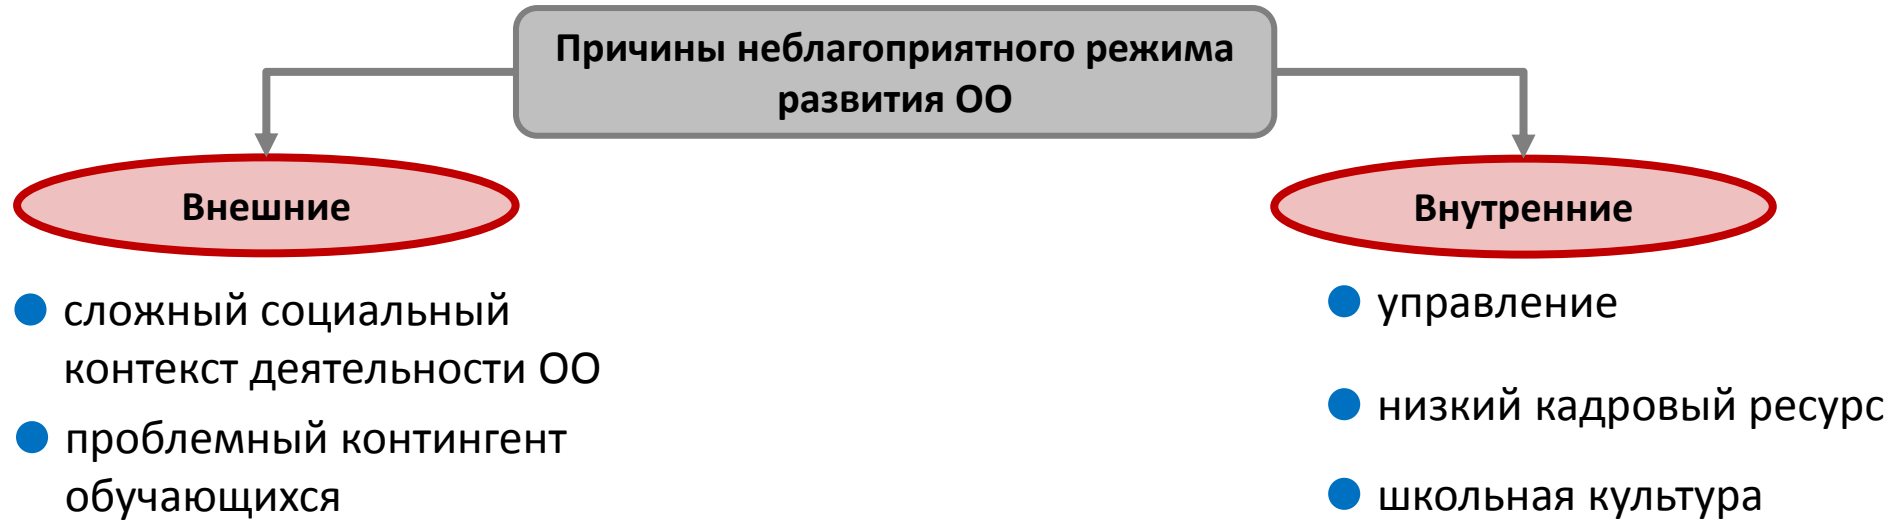 Причины неблагоприятного режима
развития ОО
Внешние
сложный социальный
контекст деятельности ОО
проблемный контингент
обучающихся
Внутренние
управление
низкий кадровый ресурс
школьная культура